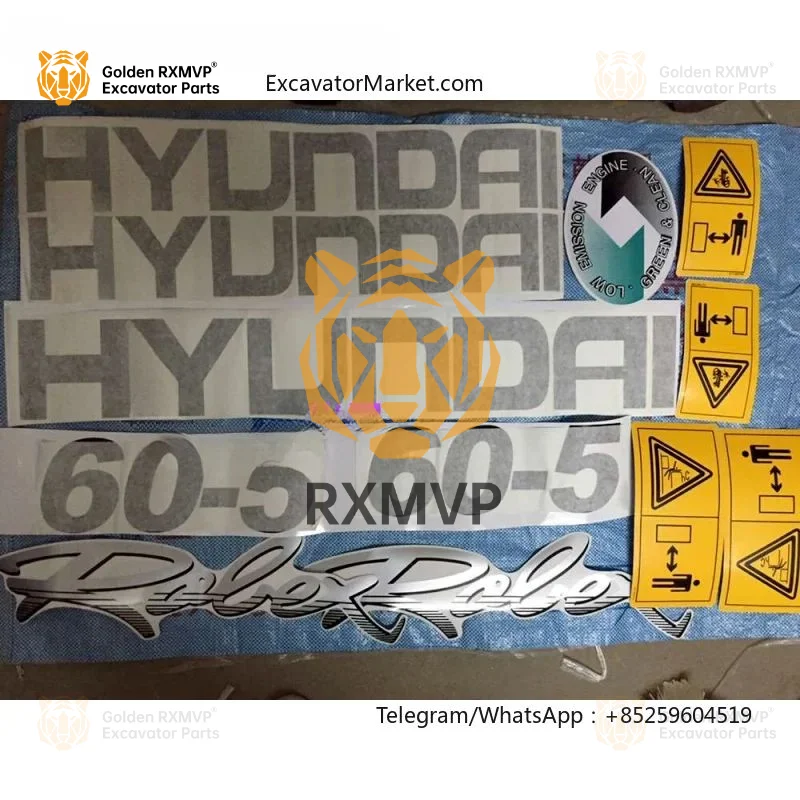 Golden RXMVP®
Excavator Parts
ExcavatorMarket.com
Golden RXMVP®
Excavator Parts
HYUNDAI
HYUNDAI
LOW EMISSION ENGINE . GREEN & CLEAN .
HYUNDAI
60-5
60-5
RXMVP
Robex
Robex
Telegram/WhatsApp：+85259604519
Golden RXMVP®
Excavator Parts
Golden RXMVP®
Excavator Parts